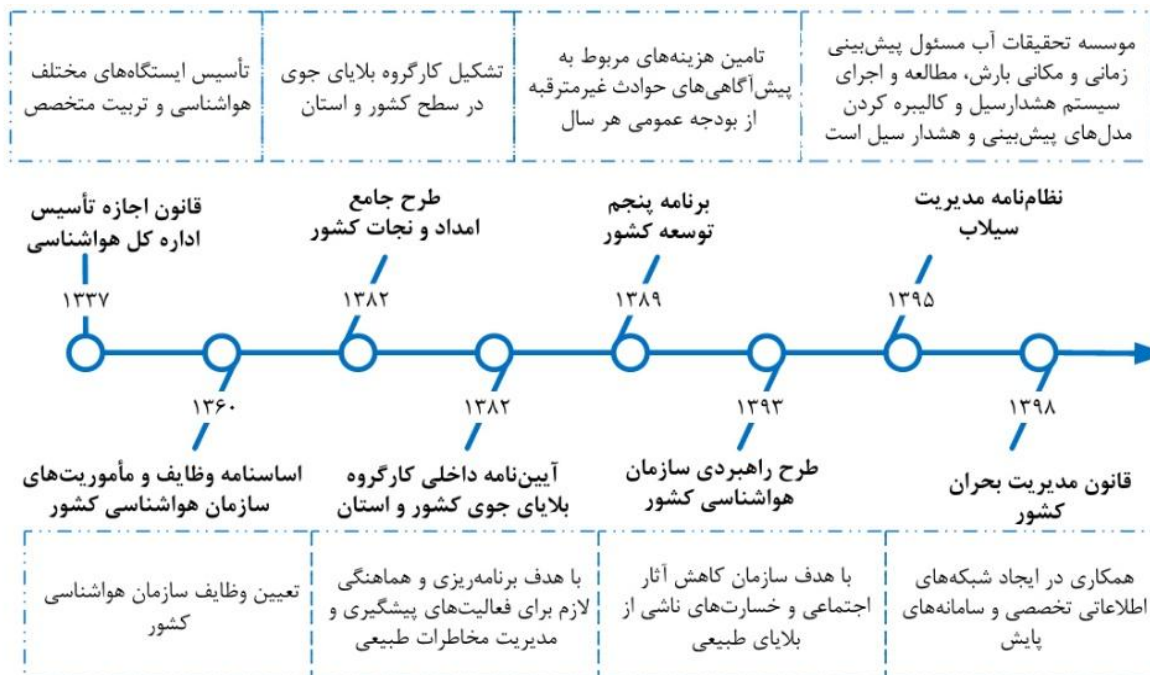 تأسیس ایستگاه‌های مختلف
هواشناسی و تربیت متخصص
تشکیل کارگروه بلایای جوی
در سطح کشور و استان
تامین هزینه‌های مربوط به
پیش‌آگاهی‌های حوادث غیرمترقبه
از بودجه عمومی هر سال
موسسه تحقیقات آب مسئول پیش‌بینی
زمانی و مکانی بارش، مطالعه و اجرای
سیستم هشدارسیل و کالیبره کردن
مدل‌های پیش‌بینی و هشدار سیل است
قانون اجازه تأسیس
اداره کل هواشناسی
۱۳۳۷
طرح جامع
امداد و نجات کشور
۱۳۸۲
برنامه پنجم
توسعه کشور
۱۳۸۹
نظام‌نامه مدیریت
سیلاب
۱۳۹۵
۱۳۶۰
اساسنامه وظایف و مأموریت‌های
سازمان هواشناسی کشور
۱۳۸۲
آیین‌نامه داخلی کارگروه
بلایای جوی کشور و استان
۱۳۹۳
طرح راهبردی سازمان
هواشناسی کشور
۱۳۹۸
قانون مدیریت بحران
کشور
تعیین وظایف سازمان هواشناسی
کشور
با هدف برنامه‌ریزی و هماهنگی
لازم برای فعالیت‌های پیشگیری و
مدیریت مخاطرات طبیعی
با هدف سازمان کاهش آثار
اجتماعی و خسارت‌های ناشی از
بلایای طبیعی
همکاری در ایجاد شبکه‌های
اطلاعاتی تخصصی و سامانه‌های
پایش